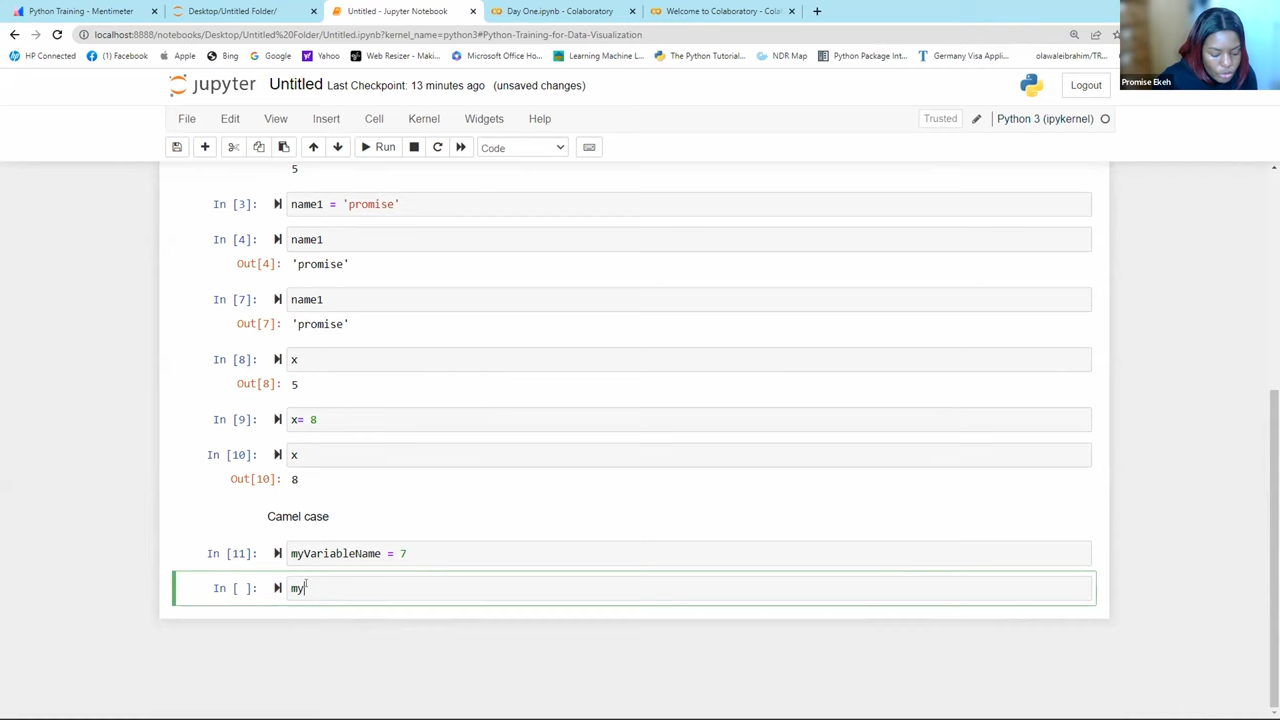 Python Training - Mentimeter
Desktop/Untitled Folder/
Untitled - Jupyter Notebook
Day One.ipynb - Colaboratory
Welcome to Colaboratory - Cola
localhost:8888/notebooks/Desktop/Untitled%20Folder/Untitled.ipynb?kernel_name=python3#Python-Training-for-Data-Visualization
HP Connected
(1) Facebook
Bing
Google
Yahoo
Web Resizer - Maki...
Microsoft Office Ho...
Learning Machine L...
The Python Tutorial...
NDR Map
Python Package Int...
Germany Visa Appli...
olawaleibrahim/TR...
Promise Ekeh
jupyter Untitled Last Checkpoint: 13 minutes ago (unsaved changes)
Logout
File Edit View Insert Cell Kernel Widgets Help
Trusted
Python 3 (ipykernel)
Run
Code
5
In [3]: name1 = 'promise'
In [4]: name1
Out[4]: 'promise'
In [7]: name1
Out[7]: 'promise'
In [8]: x
Out[8]: 5
In [9]: x= 8
In [10]: x
Out[10]: 8
Camel case
In [11]: myVariableName = 7
In [ ]: my